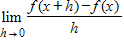 lim h→0 f(x + h)−f(x) / h